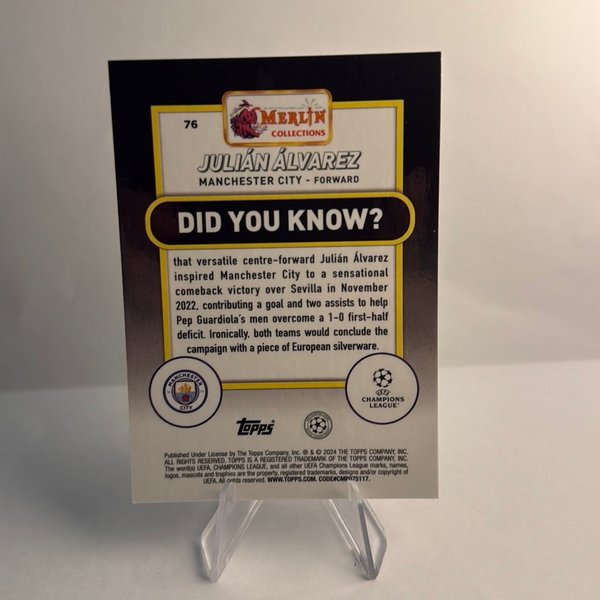 76
MERLIN
COLLECTIONS
JULIÁN ÁLVAREZ
MANCHESTER CITY - FORWARD
DID YOU KNOW?
that versatile centre-forward Julián Álvarez
inspired Manchester City to a sensational
comeback victory over Sevilla in November
2022, contributing a goal and two assists to help
Pep Guardiola's men overcome a 1-0 first-half
deficit. Ironically, both teams would conclude the
campaign with a piece of European silverware.
MANCHESTER
CITY
UEFA
CHAMPIONS
LEAGUE
topps
Published Under License by The Topps Company, Inc. ® & © 2024 THE TOPPS COMPANY, INC.
ALL RIGHTS RESERVED. TOPPS IS A REGISTERED TRADEMARK OF THE TOPPS COMPANY, INC.
The word(s) UEFA, CHAMPIONS LEAGUE, and all other UEFA Champions League marks, names,
logos, mascots and trophies are the property, registered trademarks, designs and/or copyright of
UEFA. All rights reserved. WWW.TOPPS.COM. CODE#CMP075117.